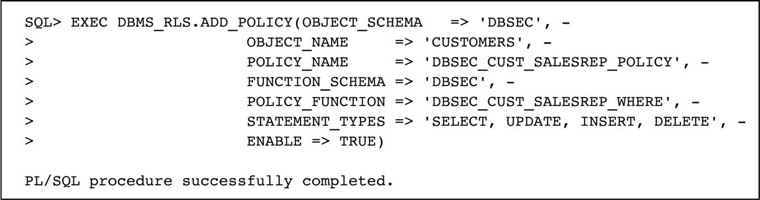 SQL> EXEC DBMS_RLS.ADD_POLICY(OBJECT_SCHEMA   => 'DBSEC', –
>                    OBJECT_NAME     => 'CUSTOMERS', –
>                    POLICY_NAME     => 'DBSEC_CUST_SALESREP_POLICY', –
>                    FUNCTION_SCHEMA => 'DBSEC', –
>                    POLICY_FUNCTION => 'DBSEC_CUST_SALESREP_WHERE', –
>                    STATEMENT_TYPES => 'SELECT, UPDATE, INSERT, DELETE', –
>                    ENABLE => TRUE)
PL/SQL procedure successfully completed.